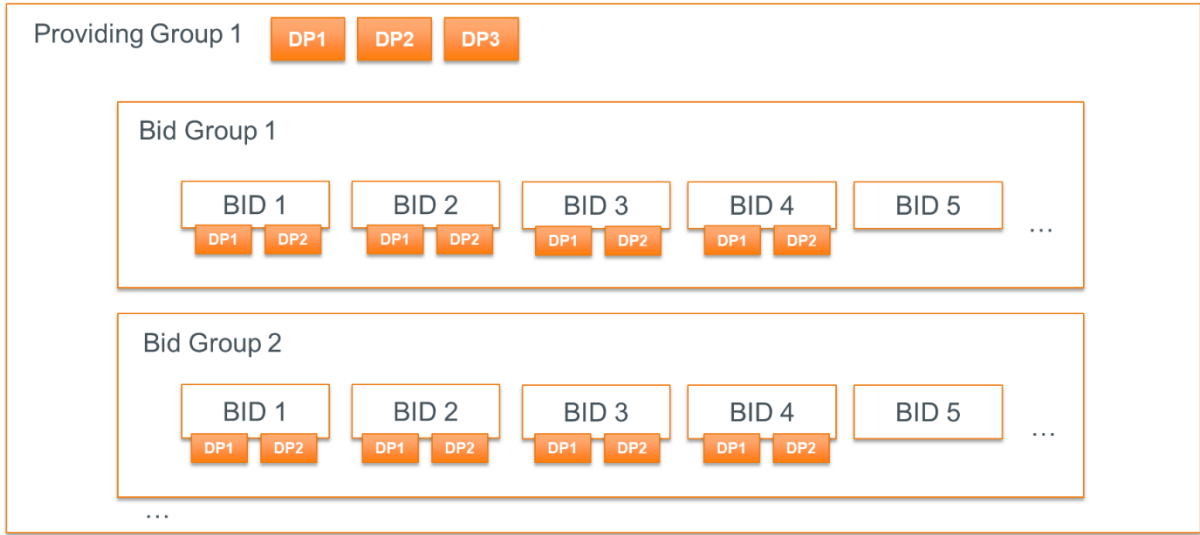 Providing Group 1 DP1 DP2 DP3
Bid Group 1
BID 1 BID 2 BID 3 BID 4 BID 5
DP1 DP2 DP1 DP2 DP1 DP2 DP1 DP2 ...
Bid Group 2
BID 1 BID 2 BID 3 BID 4 BID 5
DP1 DP2 DP1 DP2 DP1 DP2 DP1 DP2 ...
...